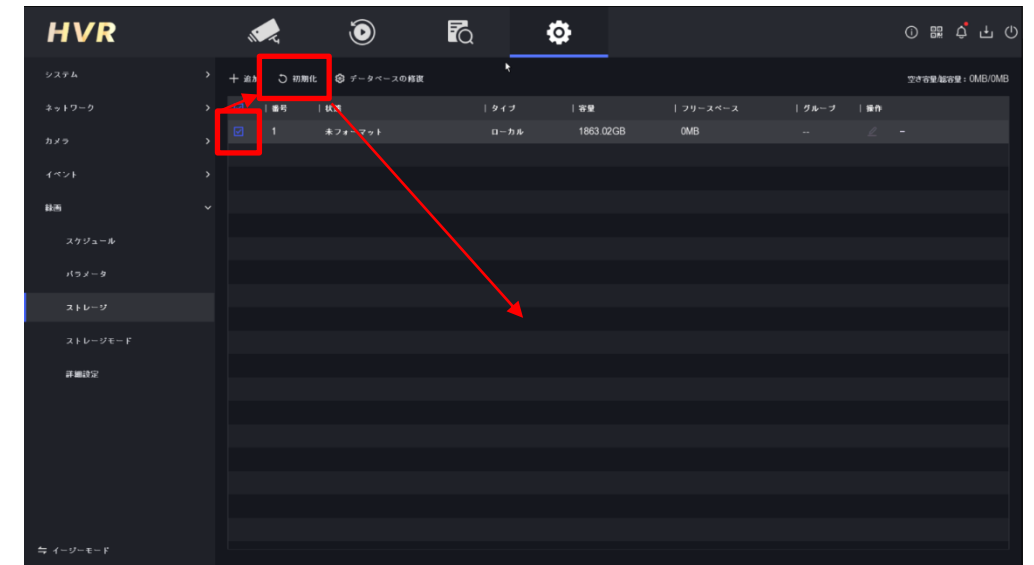 HVR
システム
ネットワーク
カメラ
イベント
録画
スケジュール
パラメータ
ストレージ
ストレージモード
詳細設定
イージーモード
追加 初期化 データベースの修復 空き容量/総容量：0MB/0MB
番号 状態 タイプ 容量 フリースペース グループ 操作
1 未フォーマット ローカル 1863.02GB 0MB -- –